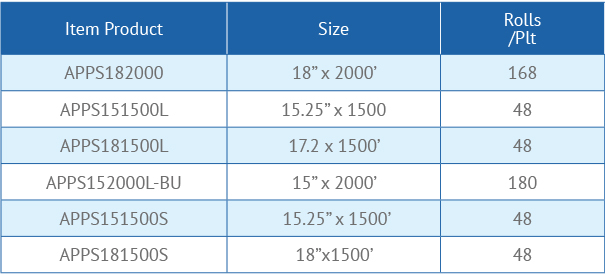 Item Product Size Rolls
/Plt
APPS182000 18” x 2000’ 168
APPS151500L 15.25” x 1500 48
APPS181500L 17.2 x 1500’ 48
APPS152000L-BU 15” x 2000’ 180
APPS151500S 15.25” x 1500’ 48
APPS181500S 18”x1500’ 48